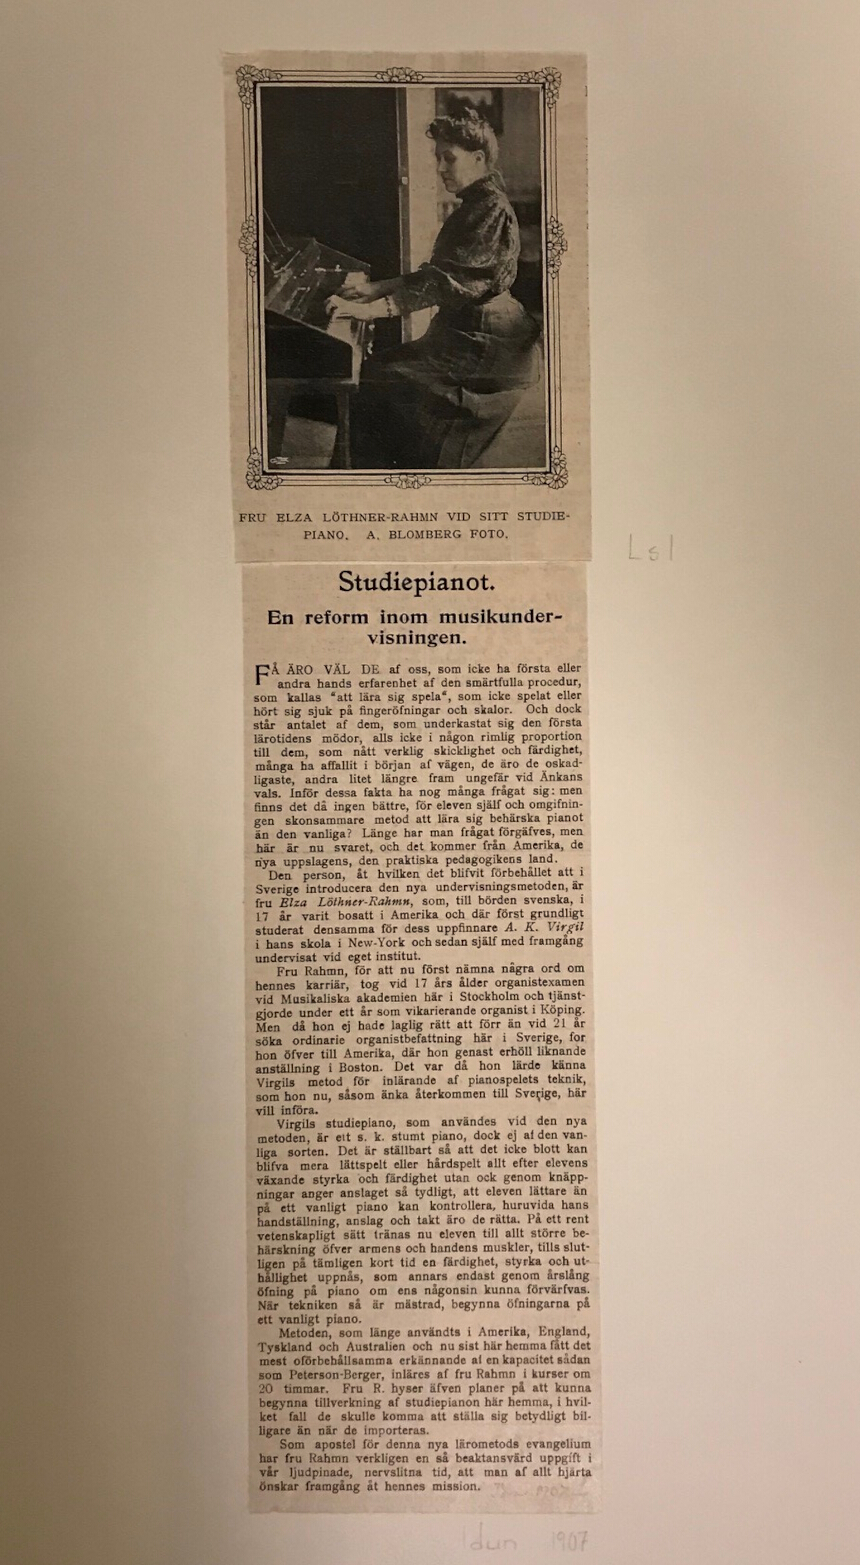 FRU ELZA LÖTHNER-RAHMN VID SITT STUDIE-
PIANO. A. BLOMBERG FOTO.
Lsl
Studiepianot.
En reform inom musikunder-
visningen.
FÅ ÄRO VÄL DE af oss, som icke ha första eller
andra hands erfarenhet af den smärtfulla procedur,
som kallas "att lära sig spela", som icke spelat eller
hört sig sjuk på fingeröfningar och skalor. Och dock
står antalet af dem, som underkastat sig den första
lärotidens mödor, alls icke i någon rimlig proportion
till dem, som nått verklig skicklighet och färdighet,
många ha affallit i början af vägen, de äro de oskad-
ligaste, andra litet längre fram ungefär vid Änkans
vals. Inför dessa fakta ha nog många frågat sig: men
finns det då ingen bättre, för eleven själf och omgifnin-
gen skonsammare metod att lära sig behärska pianot
än den vanliga? Länge har man frågat förgäfves, men
här är nu svaret, och det kommer från Amerika, de
nya uppslagens, den praktiska pedagogikens land.
Den person, åt hvilken det blifvit förbehållet att i
Sverige introducera den nya undervisningsmetoden, är
fru Elza Löthner-Rahmn, som, till börden svenska, i
17 år varit bosatt i Amerika och där först grundligt
studerat densamma för dess uppfinnare A. K. Virgil
i hans skola i New-York och sedan själf med framgång
undervisat vid eget institut.
Fru Rahmn, för att nu först nämna några ord om
hennes karriär, tog vid 17 års ålder organistexamen
vid Musikaliska akademien här i Stockholm och tjänst-
gjorde under ett år som vikarierande organist i Köping.
Men då hon ej hade laglig rätt att förr än vid 21 år
söka ordinarie organistbefattning här i Sverige, for
hon öfver till Amerika, där hon genast erhöll liknande
anställning i Boston. Det var då hon lärde känna
Virgils metod för inlärande af pianospelets teknik,
som hon nu, såsom änka återkommen till Sverige, här
vill införa.
Virgils studiepiano, som användes vid den nya
metoden, är ett s. k. stumt piano, dock ej af den van-
liga sorten. Det är ställbart så att det icke blott kan
blifva mera lättspelt eller hårdspelt allt efter elevens
växande styrka och färdighet utan ock genom knäpp-
ningar anger anslaget så tydligt, att eleven lättare än
på ett vanligt piano kan kontrollera, huruvida hans
handställning, anslag och takt äro de rätta. På ett rent
vetenskapligt sätt tränas nu eleven till allt större be-
härskning öfver armens och handens muskler, tills slut-
ligen på tämligen kort tid en färdighet, styrka och ut-
hållighet uppnås, som annars endast genom årslång
öfning på piano om ens någonsin kunna förvärfvas.
När tekniken så är mästrad, begynna öfningarna på
ett vanligt piano.
Metoden, som länge användts i Amerika, England,
Tyskland och Australien och nu sist här hemma fått det
mest oförbehållsamma erkännande af en kapacitet sådan
som Peterson-Berger, inläres af fru Rahmn i kurser om
20 timmar. Fru R. hyser äfven planer på att kunna
begynna tillverkning af studiepianon här hemma, i hvil-
ket fall de skulle komma att ställa sig betydligt bil-
ligare än när de importeras.
Som apostel för denna nya lärometods evangelium
har fru Rahmn verkligen en så beaktansvärd uppgift i
vår ljudpinade, nervslitna tid, att man af allt hjärta
önskar framgång åt hennes mission.
Idun 1907